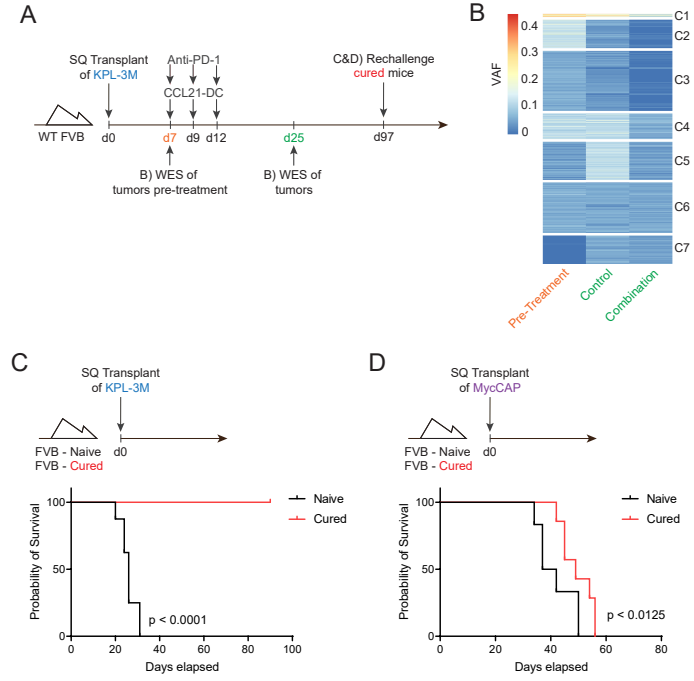 A
SQ Transplant
of KPL-3M
Anti-PD-1
CCL21-DC
C&D) Rechallenge
cured mice
WT FVB
d0
d7
d9
d12
d25
d97
B) WES of
tumors pre-treatment
B) WES of
tumors
B
VAF
0.4
0.3
0.2
0.1
0
C1
C2
C3
C4
C5
C6
C7
Pre-Treatment
Control
Combination
C
SQ Transplant
of KPL-3M
FVB - Naive
FVB - Cured
d0
Naive
Cured
Probability of Survival
100
50
0
p < 0.0001
0
20
40
60
80
100
Days elapsed
D
SQ Transplant
of MycCAP
FVB - Naive
FVB - Cured
d0
Naive
Cured
Probability of Survival
100
50
0
p < 0.0125
0
20
40
60
80
Days elapsed